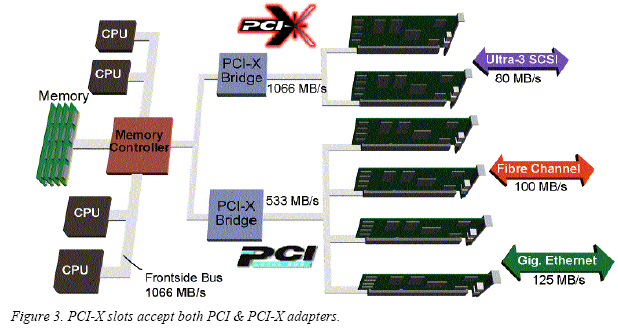 PCI-X
CPU
CPU
Memory
Memory
Controller
CPU
CPU
Frontside Bus
1066 MB/s
PCI-X
Bridge
1066 MB/s
PCI-X
Bridge
533 MB/s
PCI
Ultra-3 SCSI
80 MB/s
Fibre Channel
100 MB/s
Gig. Ethernet
125 MB/s
Figure 3. PCI-X slots accept both PCI & PCI-X adapters.